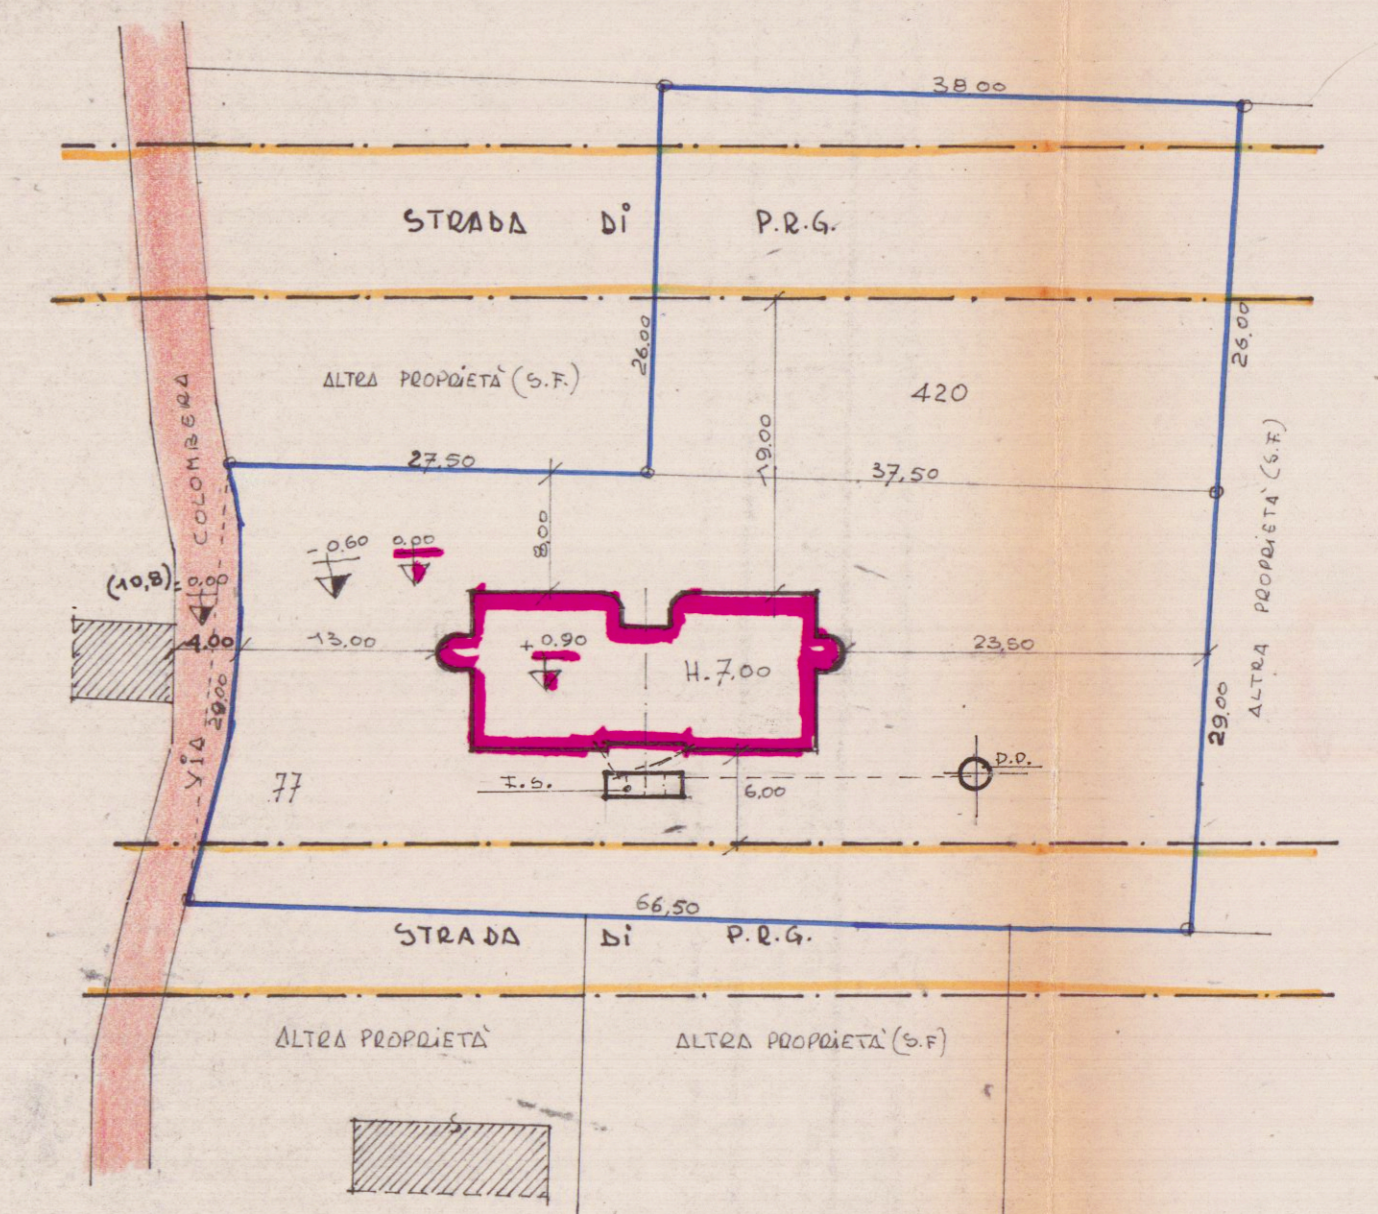 38.00
STRADA Di P.R.G.
26.00
26.00
ALTRA PROPRIETÀ (S.F.)
420
19.00
27.50
37,50
VIA COLOMBERA
ALTRA PROPRIETÀ (S.F.)
-0.60
0.00
8,00
(10,8)
4.00
13,00
+0.90
H.7.00
23,50
29.00
29.00
77
I.S.
6,00
P.D.
66,50
STRADA Di P.R.G.
ALTRA PROPRIETÀ
ALTRA PROPRIETÀ (S.F)
S